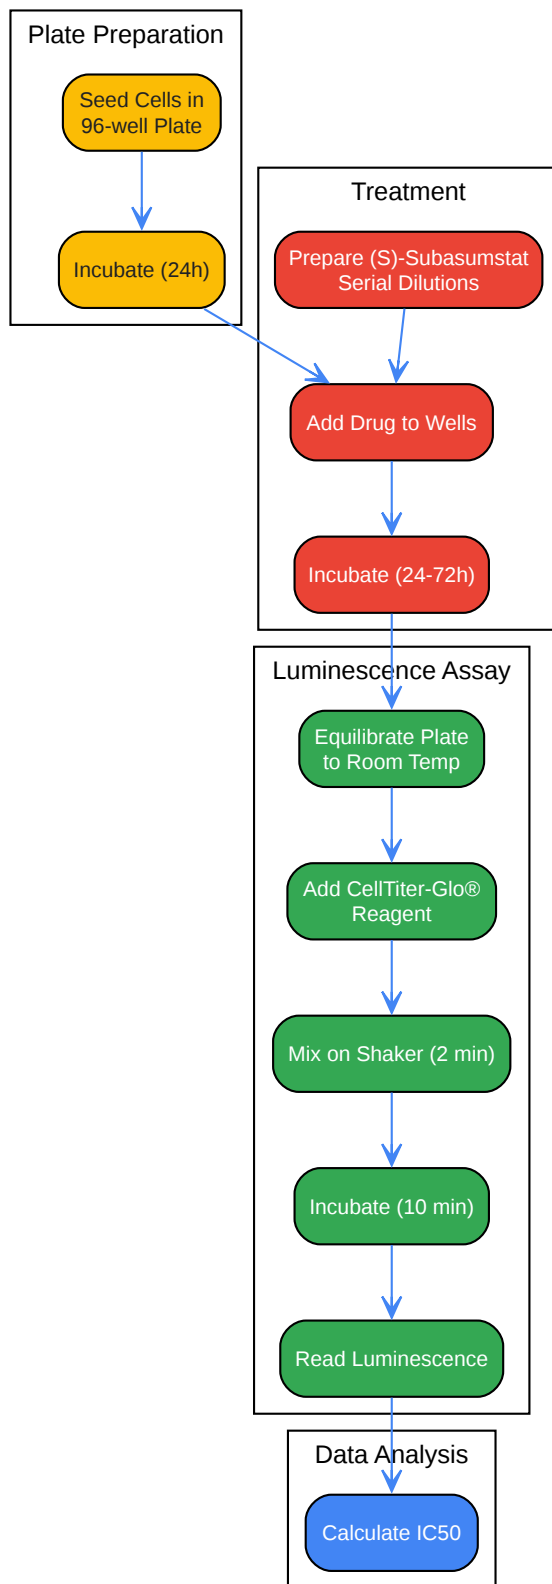 Plate Preparation
Seed Cells in
96-well Plate
Incubate (24h)
Treatment
Prepare (S)-Subasumstat
Serial Dilutions
Add Drug to Wells
Incubate (24-72h)
Luminescence Assay
Equilibrate Plate
to Room Temp
Add CellTiter-Glo®
Reagent
Mix on Shaker (2 min)
Incubate (10 min)
Read Luminescence
Data Analysis
Calculate IC50